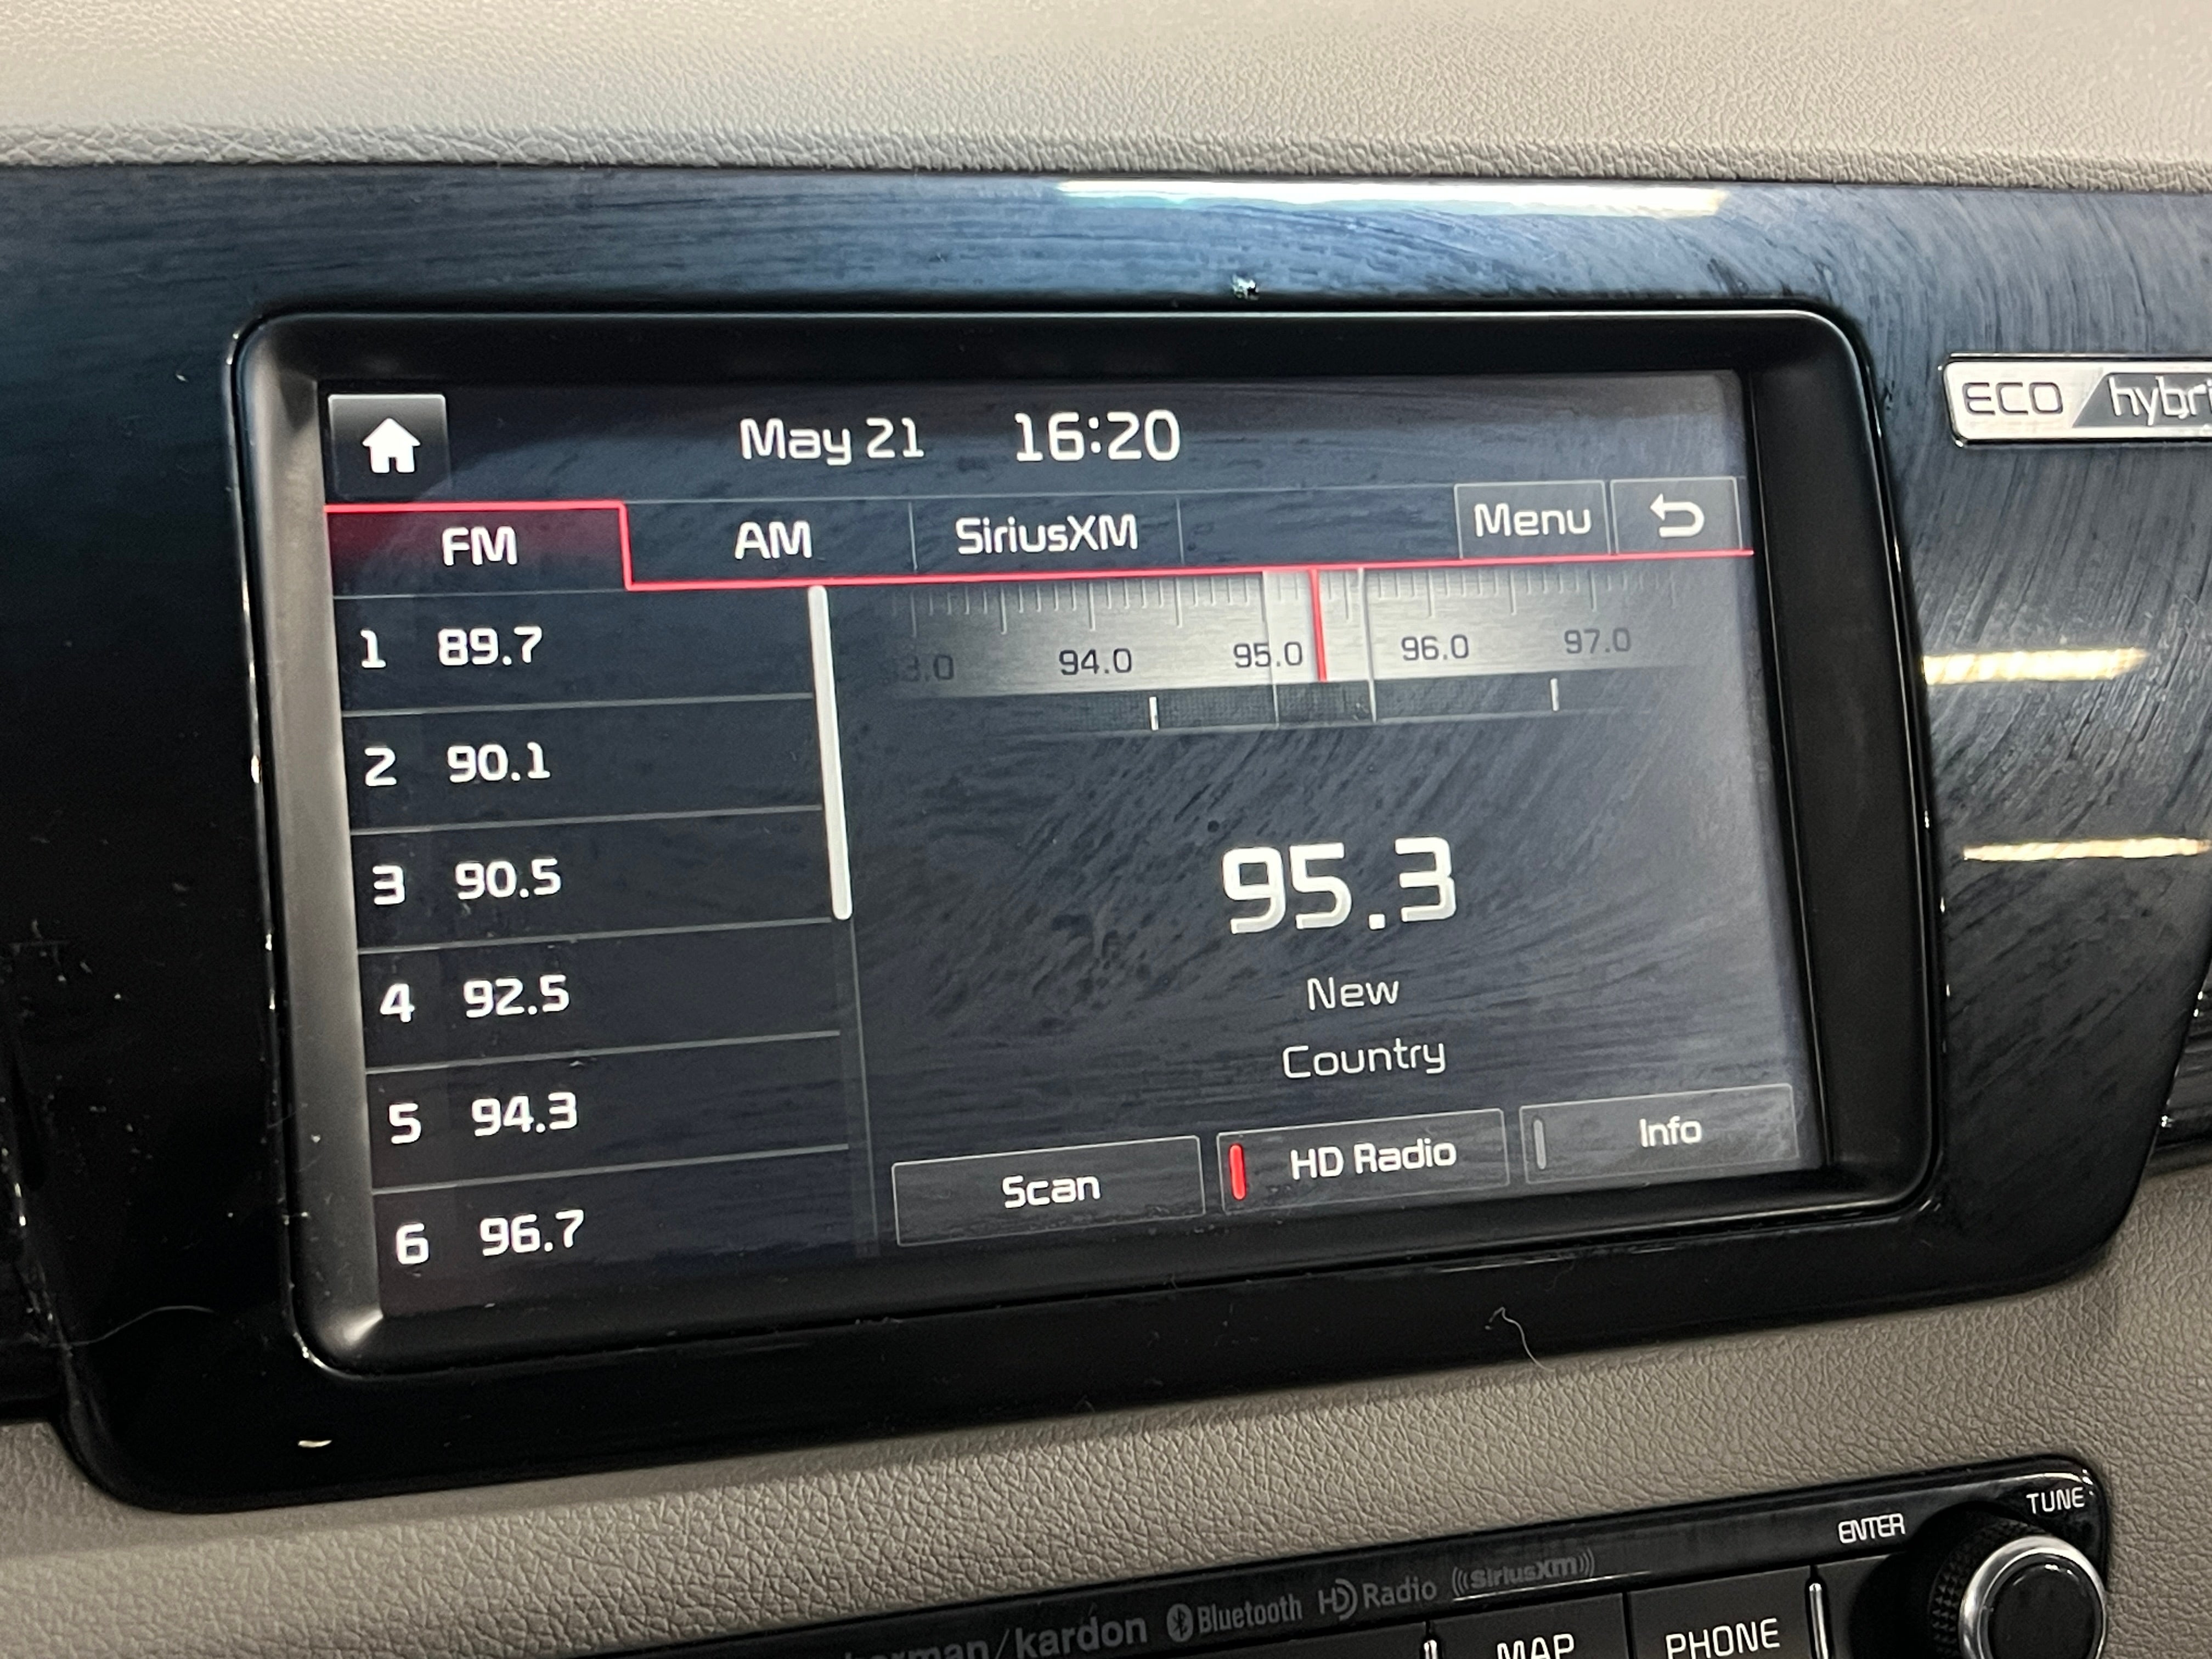 May 21 16:20
ECO
FM AM SiriusXM Menu
1 89.7
2 90.1
3 90.5
4 92.5
5 94.3
6 96.7
94.0 95.0 96.0 97.0
95.3
New
Country
Scan HD Radio Info
TUNE
ENTER
kardon Bluetooth HD Radio SiriusXM
MAP PHONE